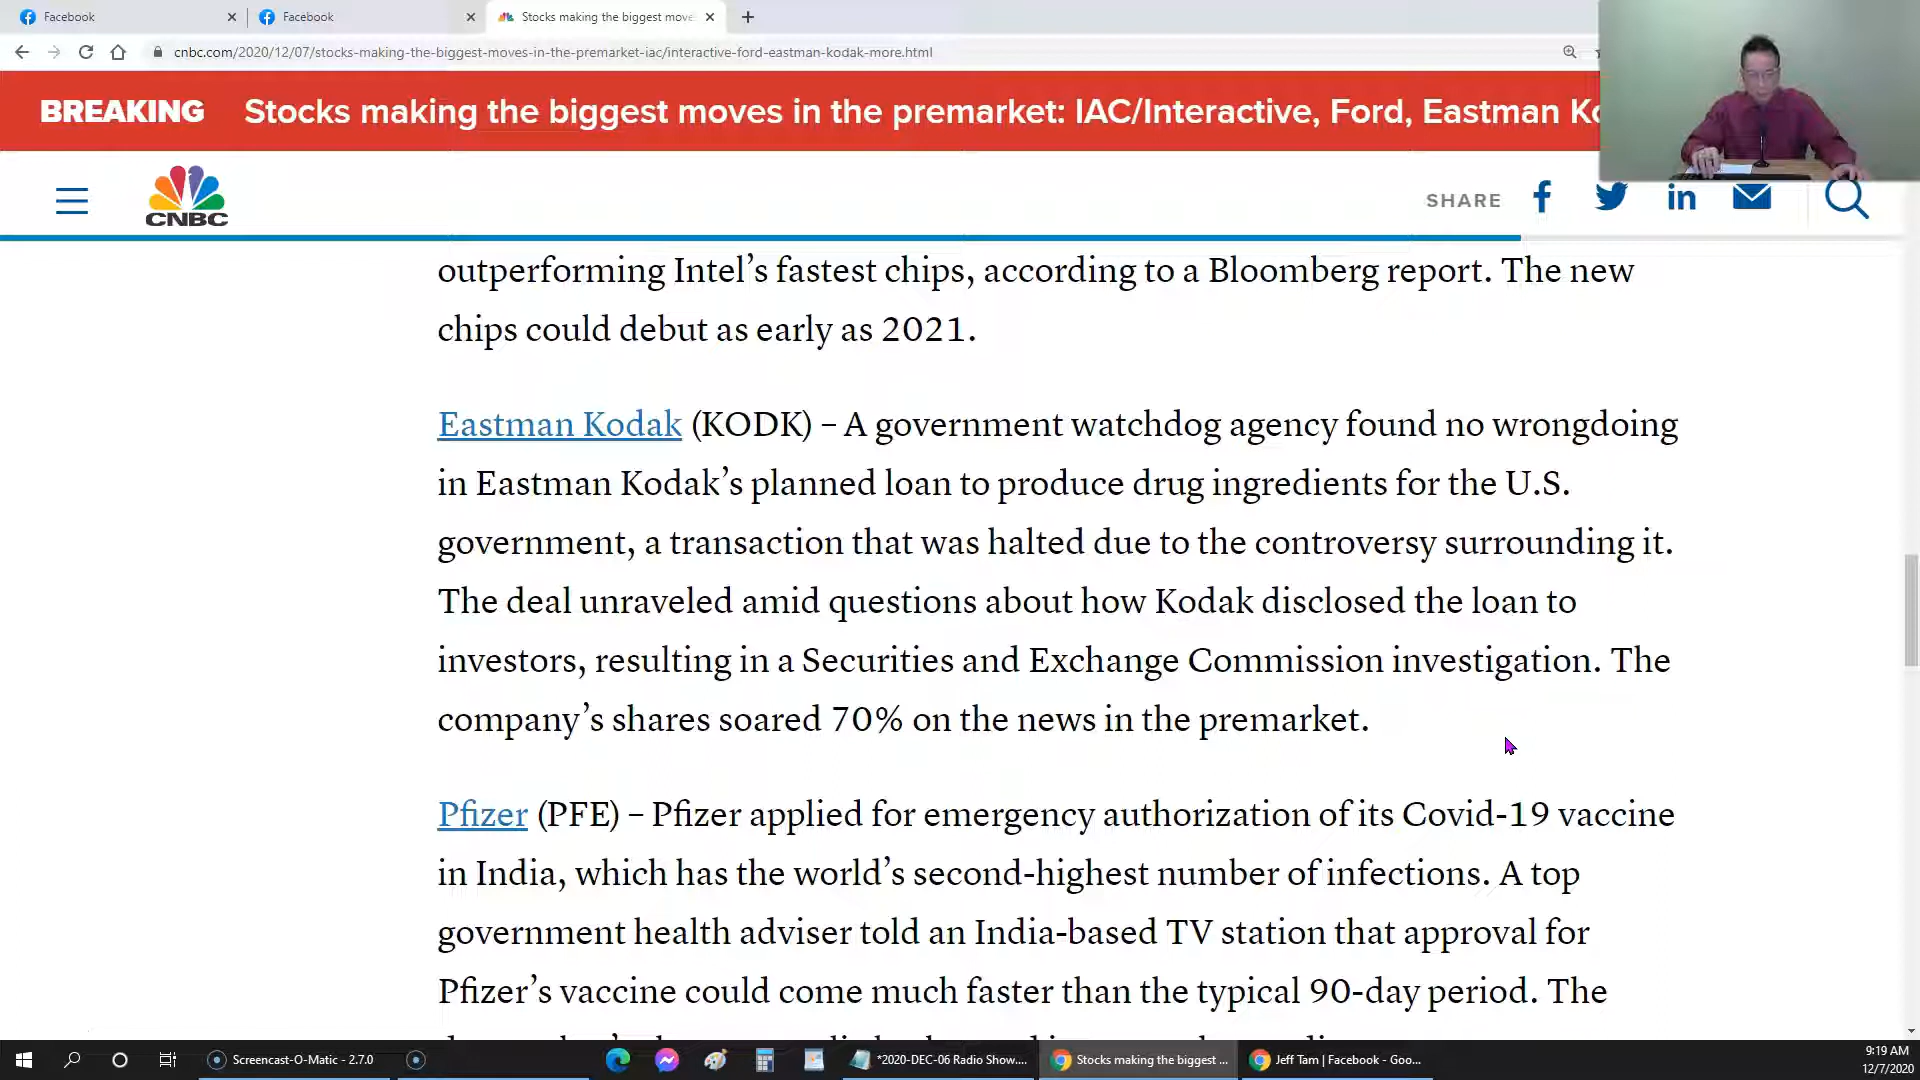 Facebook
Facebook
Stocks making the biggest move
cnbc.com/2020/12/07/stocks-making-the-biggest-moves-in-the-premarket-iac/interactive-ford-eastman-kodak-more.html
BREAKING Stocks making the biggest moves in the premarket: IAC/Interactive, Ford, Eastman Ko
CNBC
SHARE
outperforming Intel’s fastest chips, according to a Bloomberg report. The new
chips could debut as early as 2021.
Eastman Kodak (KODK) – A government watchdog agency found no wrongdoing
in Eastman Kodak’s planned loan to produce drug ingredients for the U.S.
government, a transaction that was halted due to the controversy surrounding it.
The deal unraveled amid questions about how Kodak disclosed the loan to
investors, resulting in a Securities and Exchange Commission investigation. The
company’s shares soared 70% on the news in the premarket.
Pfizer (PFE) – Pfizer applied for emergency authorization of its Covid-19 vaccine
in India, which has the world’s second-highest number of infections. A top
government health adviser told an India-based TV station that approval for
Pfizer’s vaccine could come much faster than the typical 90-day period. The
Screencast-O-Matic - 2.7.0
*2020-DEC-06 Radio Show....
Stocks making the biggest ...
Jeff Tam | Facebook - Goo...
9:19 AM
12/7/2020